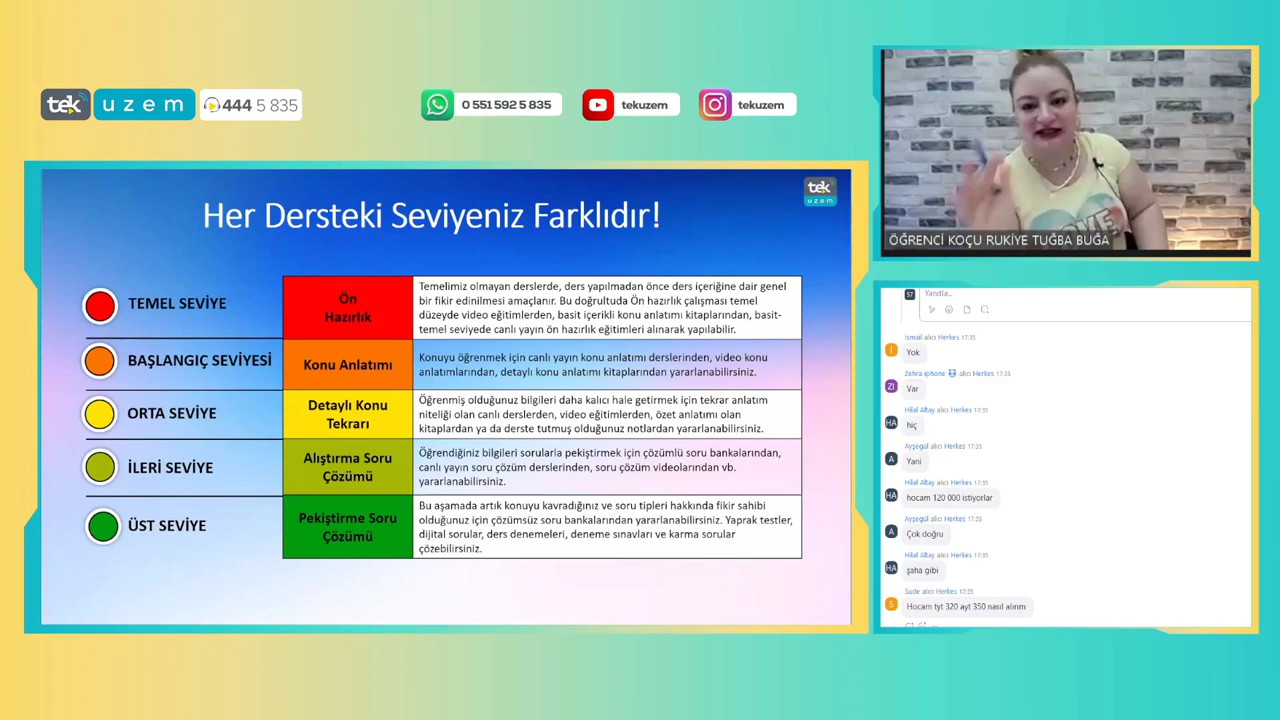 tek uzem 444 5 835
0 551 592 5 835
tekuzem
tekuzem
tek
uzem
Her Dersteki Seviyeniz Farklıdır!
TEMEL SEVİYE
Ön
Hazırlık
Temelimiz olmayan derslerde, ders yapılmadan önce ders içeriğine dair genel
bir fikir edinilmesi amaçlanır. Bu doğrultuda Ön hazırlık çalışması temel
düzeyde video eğitimlerden, basit içerikli konu anlatımı kitaplarından, basit-
temel seviyede canlı yayın ön hazırlık eğitimleri alınarak yapılabilir.
BAŞLANGIÇ SEVİYESİ
Konu Anlatımı
Konuyu öğrenmek için canlı yayın konu anlatımı derslerinden, video konu
anlatımlarından, detaylı konu anlatımı kitaplarından yararlanabilirsiniz.
ORTA SEVİYE
Detaylı Konu
Tekrarı
Öğrenmiş olduğunuz bilgileri daha kalıcı hale getirmek için tekrar anlatım
niteliği olan canlı derslerden, video eğitimlerden, özet anlatımı olan
kitaplardan ya da derste tutmuş olduğunuz notlardan yararlanabilirsiniz.
İLERİ SEVİYE
Alıştırma Soru
Çözümü
Öğrendiğiniz bilgileri sorularla pekiştirmek için çözümlü soru bankalarından,
canlı yayın soru çözüm derslerinden, soru çözüm videolarından vb.
yararlanabilirsiniz.
ÜST SEVİYE
Pekiştirme Soru
Çözümü
Bu aşamada artık konuyu kavradığınız ve soru tipleri hakkında fikir sahibi
olduğunuz için çözümsüz soru bankalarından yararlanabilirsiniz. Yaprak testler,
dijital sorular, ders denemeleri, deneme sınavları ve karma sorular
çözebilirsiniz.
ÖĞRENCİ KOÇU RUKİYE TUĞBA BUĞA
Yanıtla...
İsmail alıcı Herkes 17:35
I
Yok
Zehra iphone alıcı Herkes 17:35
ZI
Var
Hilal Altay alıcı Herkes 17:35
HA
hiç
Ayşegül alıcı Herkes 17:35
A
Yani
Hilal Altay alıcı Herkes 17:35
HA
hocam 120 000 istiyorlar
Ayşegül alıcı Herkes 17:35
A
Çok doğru
Hilal Altay alıcı Herkes 17:35
HA
şaha gibi
Sude alıcı Herkes 17:35
S
Hocam tyt 320 ayt 350 nasıl alırım